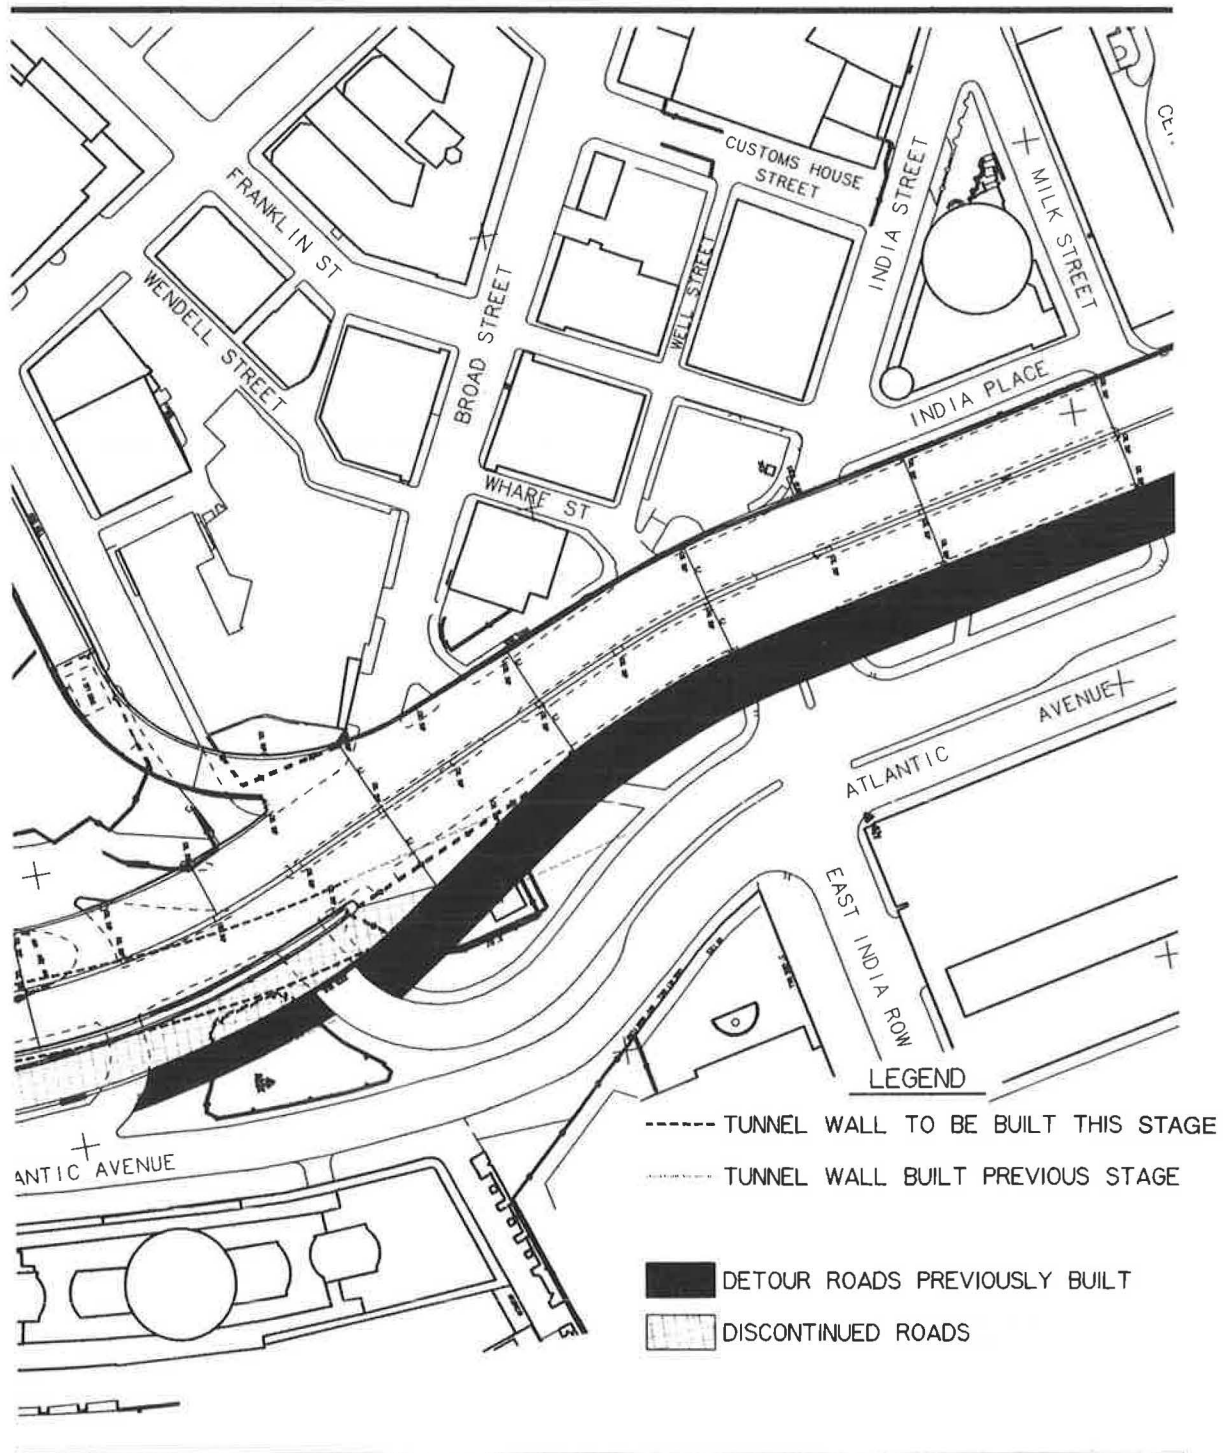 CUSTOMS HOUSE
STREET
INDIA STREET
MILK STREET
FRANKLIN ST
WENDELL STREET
BROAD STREET
WELL STREET
INDIA PLACE
WHARF ST
ATLANTIC
AVENUE
EAST INDIA ROW
ANTIC AVENUE
LEGEND
TUNNEL WALL TO BE BUILT THIS STAGE
TUNNEL WALL BUILT PREVIOUS STAGE
DETOUR ROADS PREVIOUSLY BUILT
DISCONTINUED ROADS